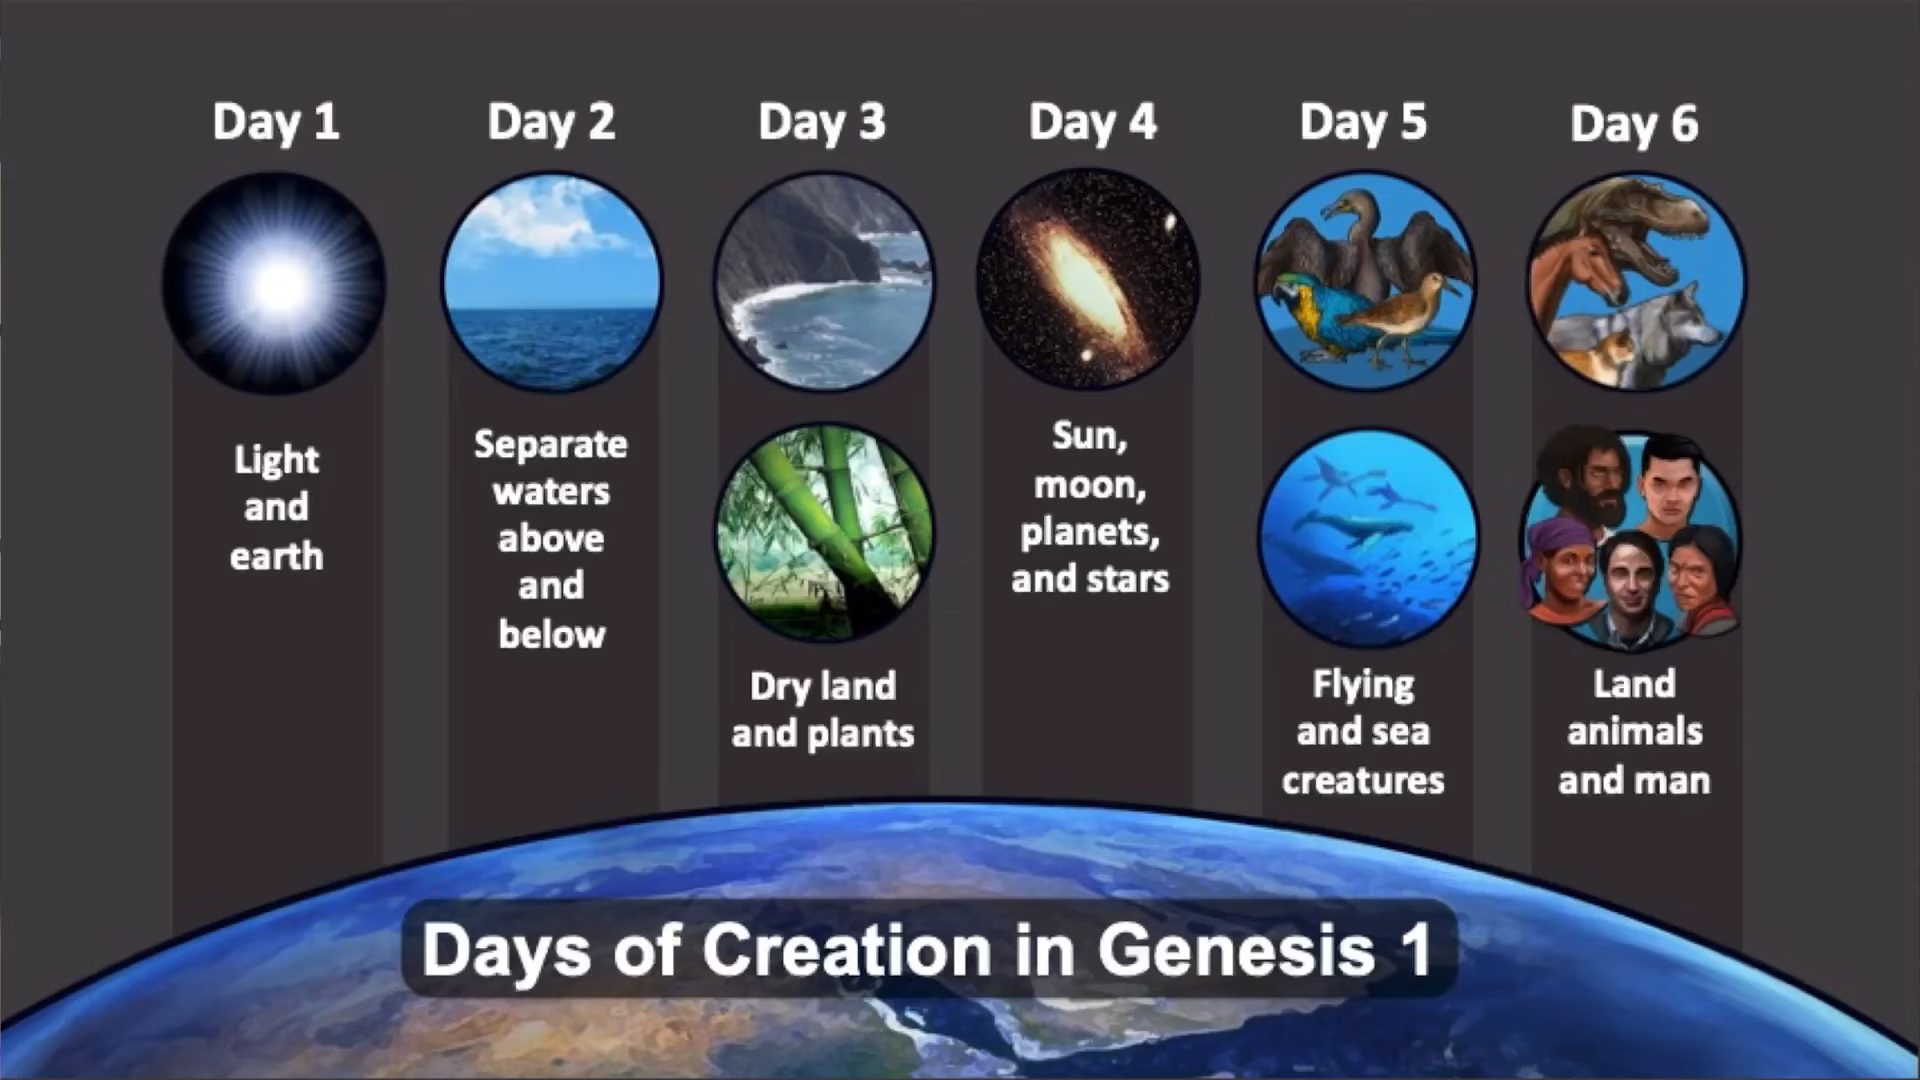 Day 1
Light
and
earth
Day 2
Separate
waters
above
and
below
Day 3
Dry land
and plants
Day 4
Sun,
moon,
planets,
and stars
Day 5
Flying
and sea
creatures
Day 6
Land
animals
and man
Days of Creation in Genesis 1